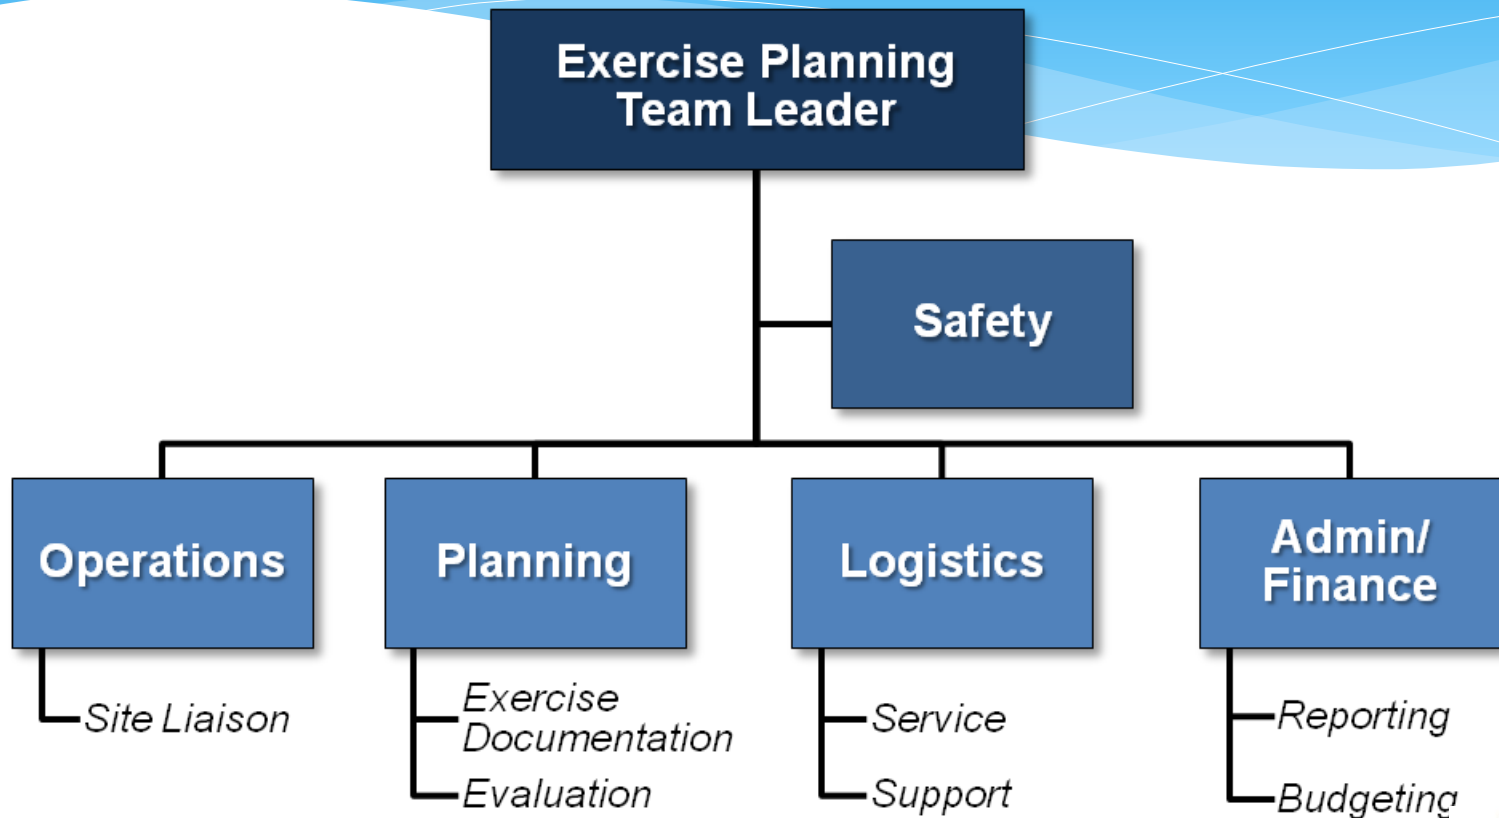 Exercise Planning
Team Leader
Safety
Operations
Planning
Logistics
Admin/
Finance
Site Liaison
Exercise
Documentation
Evaluation
Service
Support
Reporting
Budgeting